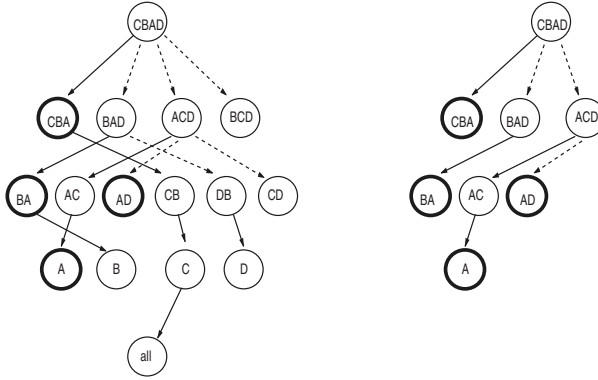 CBAD
CBA BAD ACD BCD
BA AC AD CB DB CD
A B C D
all
CBAD
CBA BAD ACD
BA AC AD
A